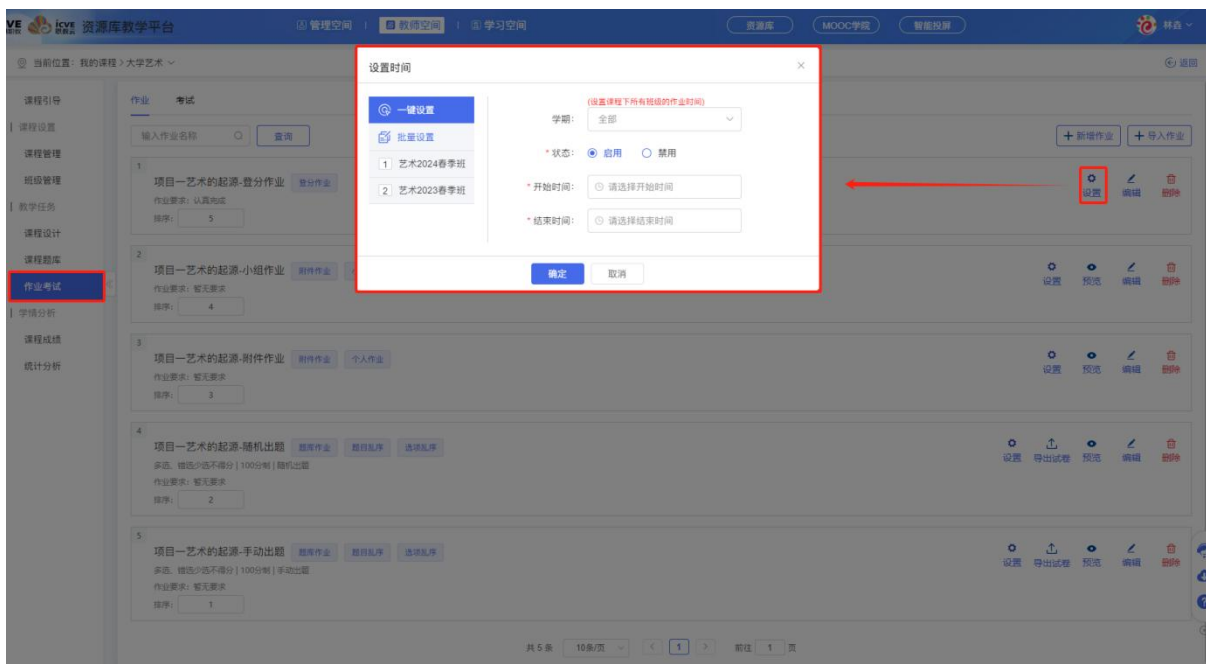 icve 资源库教学平台
管理空间
教师空间
学习空间
资源库
MOOC学院
智能投屏
林森
当前位置: 我的课程 > 大学艺术
返回
课程引导
课程设置
课程管理
班级管理
教学任务
课程设计
课程题库
作业考试
学情分析
课程成绩
统计分析
作业 考试
输入作业名称
查询
+ 新增作业
+ 导入作业
设置时间
一键设置
批量设置
1 艺术2024春季班
2 艺术2023春季班
(设置课程下所有班级的作业时间)
学期: 全部
* 状态: 启用 禁用
* 开始时间: 请选择开始时间
* 结束时间: 请选择结束时间
确定 取消
1
项目一艺术的起源-登分作业 登分作业
作业要求: 认真完成
排序: 5
设置 编辑 删除
2
项目一艺术的起源-小组作业 附件作业
作业要求: 暂无要求
排序: 4
设置 预览 编辑 删除
3
项目一艺术的起源-附件作业 附件作业 个人作业
作业要求: 暂无要求
排序: 3
设置 预览 编辑 删除
4
项目一艺术的起源-随机出题 题库作业 题目乱序 选项乱序
多选、错选少选不得分 | 100分制 | 随机出题
作业要求: 暂无要求
排序: 2
设置 导出试卷 预览 编辑 删除
5
项目一艺术的起源-手动出题 题库作业 题目乱序 选项乱序
多选、错选少选不得分 | 100分制 | 手动出题
作业要求: 暂无要求
排序: 1
设置 导出试卷 预览 编辑 删除
共 5 条 10条/页 1 前往 1 页